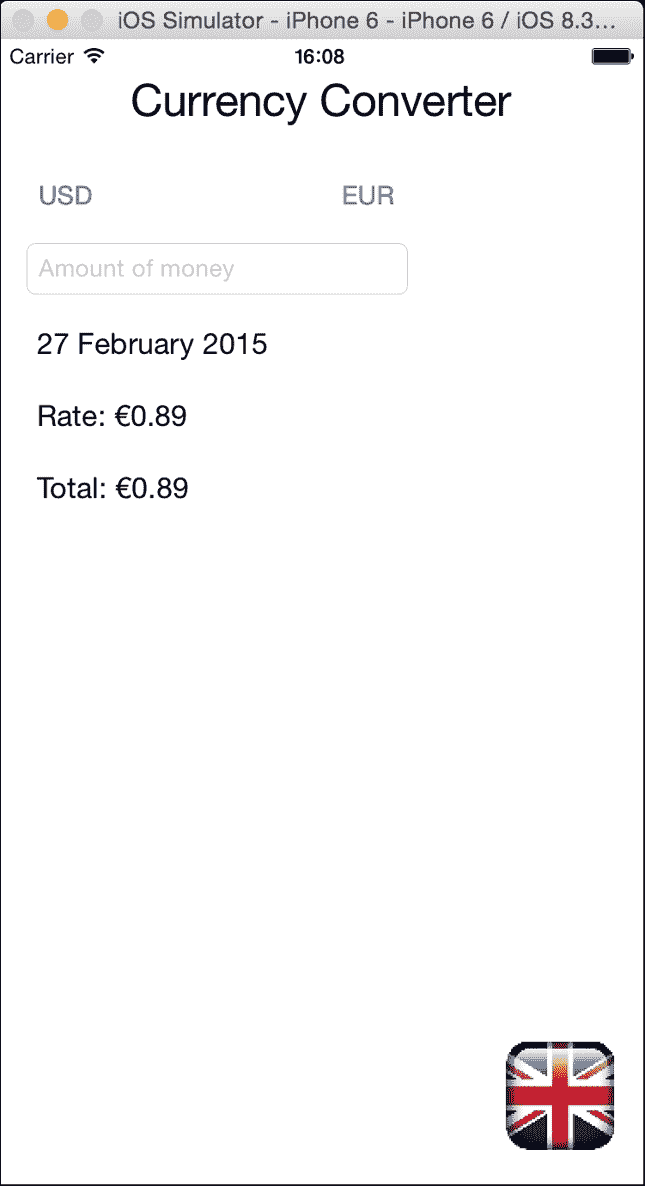 iOS Simulator - iPhone 6 - iPhone 6 / iOS 8.3...
Carrier 16:08
Currency Converter
USD EUR
Amount of money
27 February 2015
Rate: €0.89
Total: €0.89